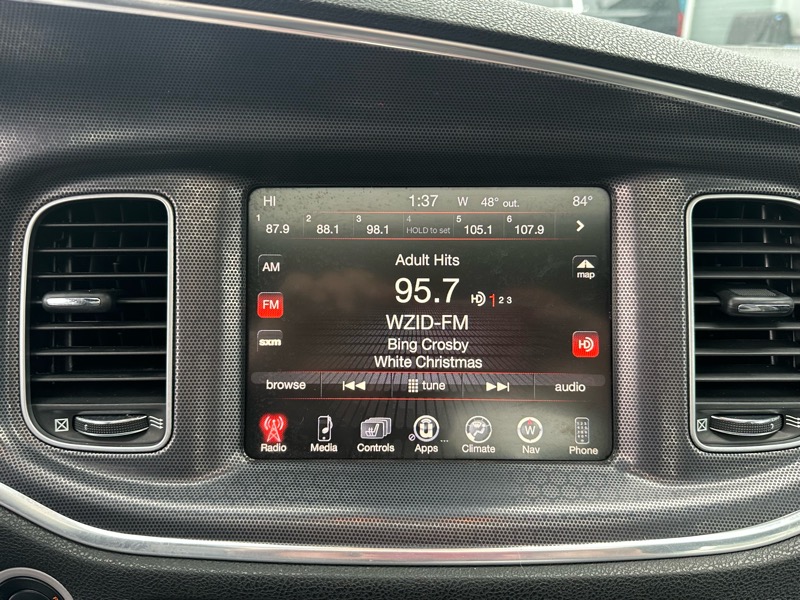 HI 1:37 W 48° out. 84°
1 87.9 2 88.1 3 98.1 4 HOLD to set 5 105.1 6 107.9
AM
Adult Hits
map
FM
95.7 HD 1 2 3
WZID-FM
sxm
Bing Crosby
HD
White Christmas
browse tune audio
W
Radio Media Controls Apps Climate Nav Phone